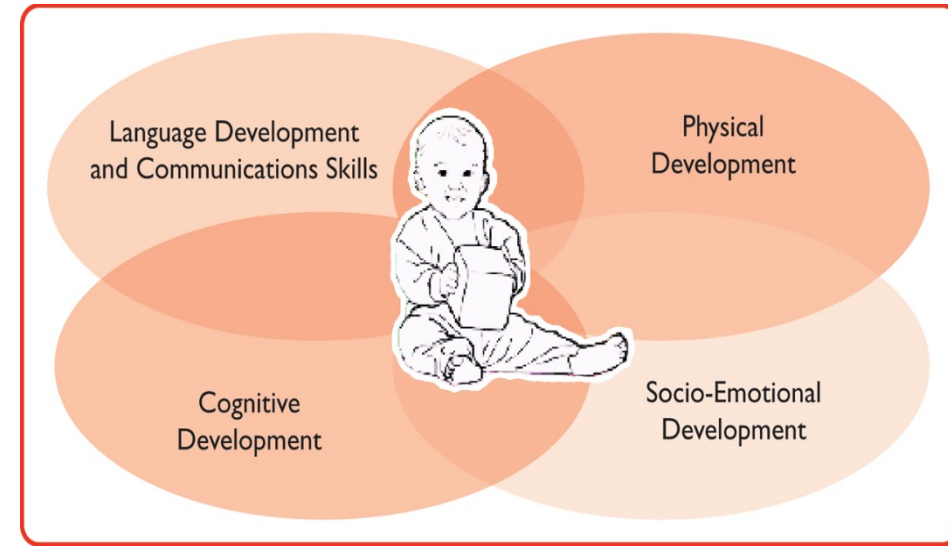 Language Development
and Communications Skills
Physical
Development
Cognitive
Development
Socio-Emotional
Development